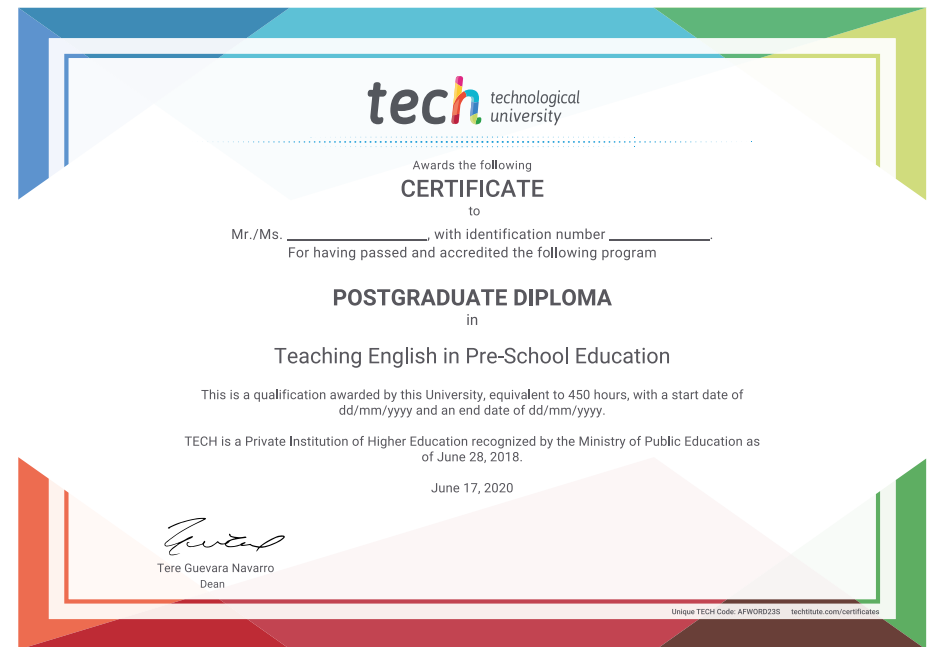 tech technological
university
Awards the following
CERTIFICATE
to
Mr./Ms. ____________________, with identification number ______________.
For having passed and accredited the following program
POSTGRADUATE DIPLOMA
in
Teaching English in Pre-School Education
This is a qualification awarded by this University, equivalent to 450 hours, with a start date of
dd/mm/yyyy and an end date of dd/mm/yyyy.
TECH is a Private Institution of Higher Education recognized by the Ministry of Public Education as
of June 28, 2018.
June 17, 2020
Tere Guevara Navarro
Dean
Unique TECH Code: AFWORD23S techtitute.com/certificates